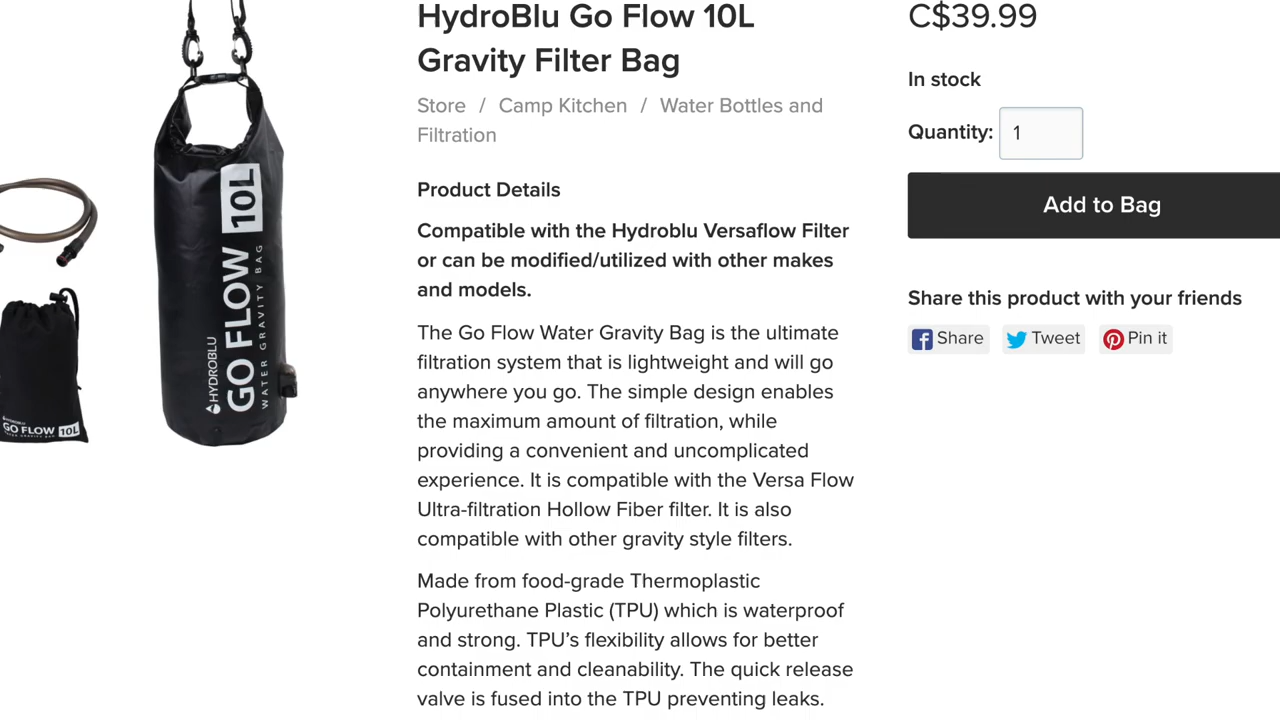 HydroBlu Go Flow 10L
Gravity Filter Bag
Store / Camp Kitchen / Water Bottles and
Filtration
Product Details
Compatible with the Hydroblu Versaflow Filter
or can be modified/utilized with other makes
and models.
The Go Flow Water Gravity Bag is the ultimate
filtration system that is lightweight and will go
anywhere you go. The simple design enables
the maximum amount of filtration, while
providing a convenient and uncomplicated
experience. It is compatible with the Versa Flow
Ultra-filtration Hollow Fiber filter. It is also
compatible with other gravity style filters.
Made from food-grade Thermoplastic
Polyurethane Plastic (TPU) which is waterproof
and strong. TPU’s flexibility allows for better
containment and cleanability. The quick release
valve is fused into the TPU preventing leaks.
C$39.99
In stock
Quantity: 1
Add to Bag
Share this product with your friends
Share Tweet Pin it
HYDROBLU
GO FLOW 10L
WATER GRAVITY BAG
HYDROBLU
GO FLOW 10L
WATER GRAVITY BAG